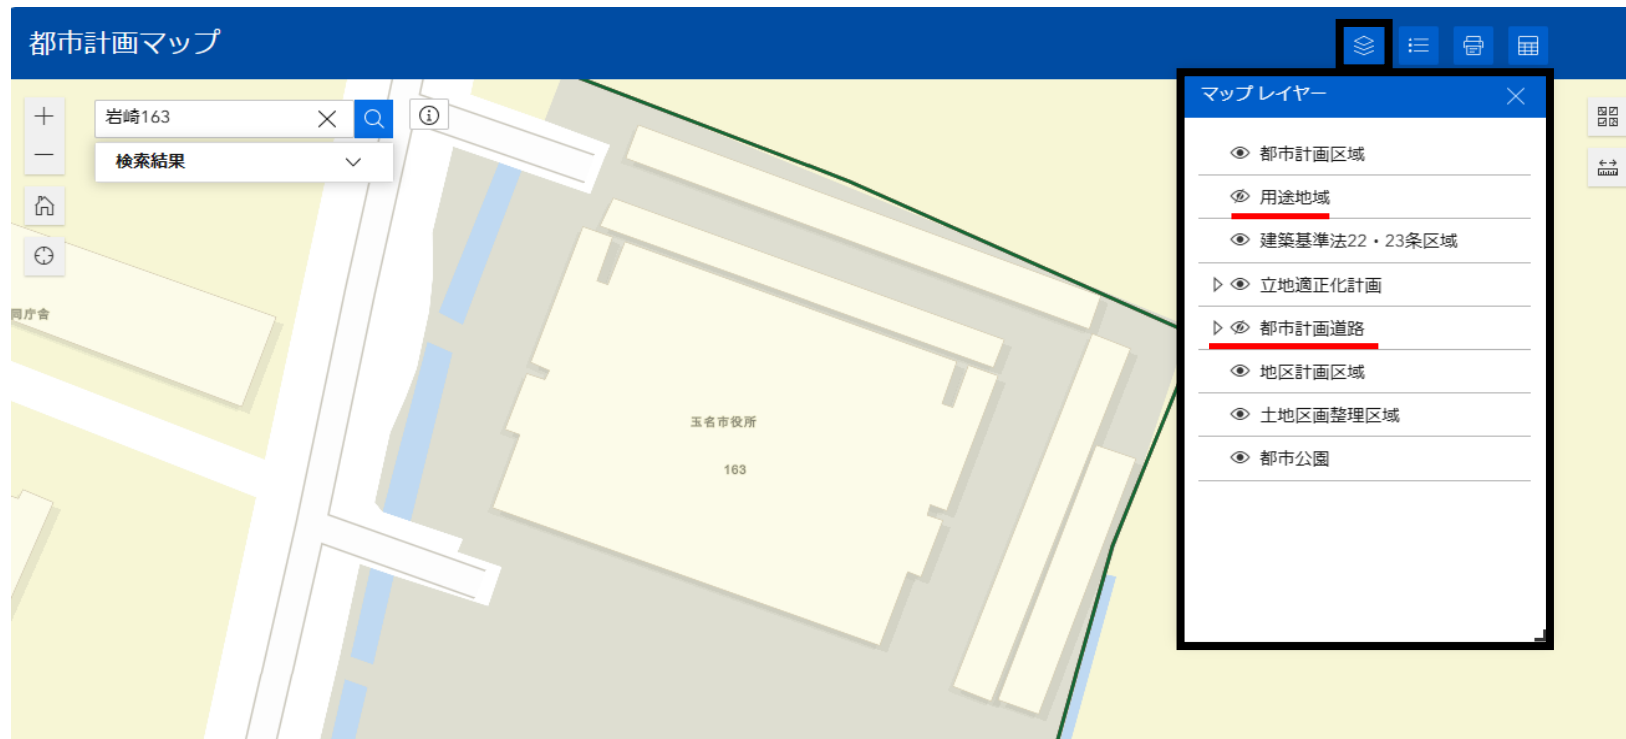 都市計画マップ
岩崎163
検索結果
同庁舎
玉名市役所
163
マップ レイヤー
都市計画区域
用途地域
建築基準法22・23条区域
立地適正化計画
都市計画道路
地区計画区域
土地区画整理区域
都市公園